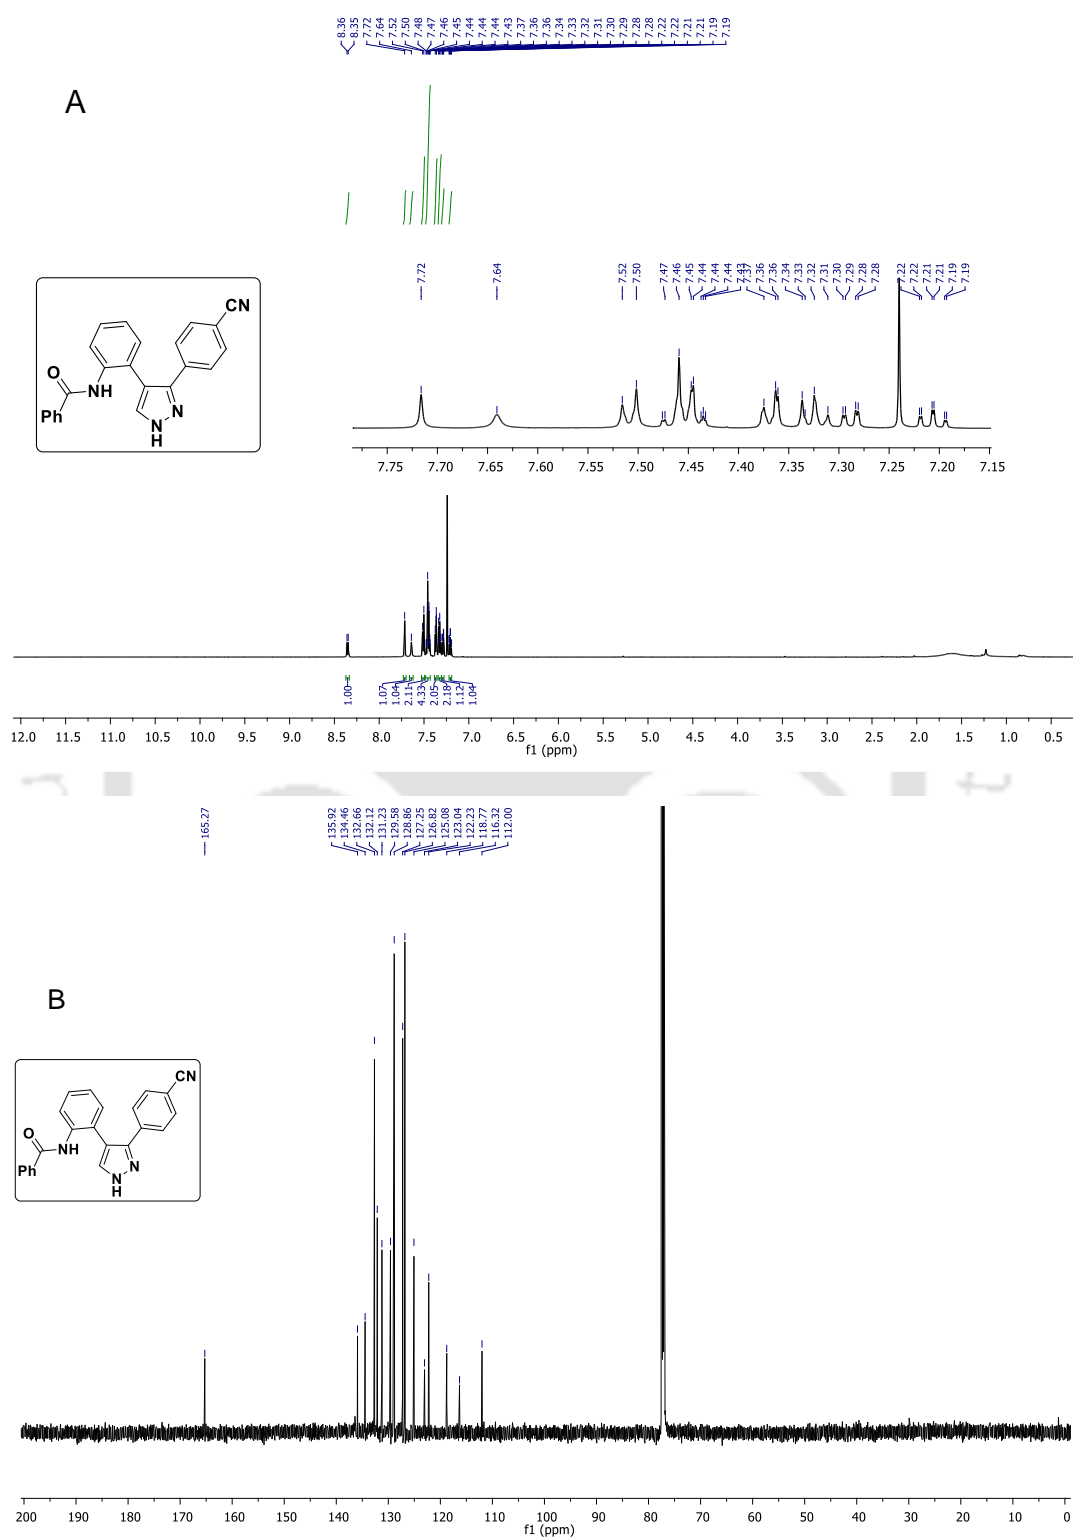 8.36 8.35 7.72 7.64 7.52 7.50 7.48 7.47 7.46 7.45 7.44 7.44 7.44 7.43 7.37 7.36 7.36 7.34 7.33 7.32 7.31 7.30 7.29 7.28 7.28 7.22 7.22 7.21 7.21 7.19 7.19
A
7.72 7.64 7.52 7.50 7.47 7.46 7.45 7.44 7.44 7.44 7.43 7.37 7.36 7.36 7.34 7.33 7.32 7.31 7.30 7.29 7.28 7.28 7.22 7.22 7.21 7.21 7.19 7.19
CN
O
NH
Ph
N
N
H
7.75 7.70 7.65 7.60 7.55 7.50 7.45 7.40 7.35 7.30 7.25 7.20 7.15
1.00 1.07 1.04 2.11 4.33 2.05 2.18 1.12 1.04
12.0 11.5 11.0 10.5 10.0 9.5 9.0 8.5 8.0 7.5 7.0 6.5 6.0 5.5 5.0 4.5 4.0 3.5 3.0 2.5 2.0 1.5 1.0 0.5
f1 (ppm)
165.27 135.92 134.46 132.66 132.12 131.23 129.58 128.86 127.25 126.82 125.08 123.04 122.23 118.77 116.32 112.00
B
CN
O
NH
Ph
N
N
H
200 190 180 170 160 150 140 130 120 110 100 90 80 70 60 50 40 30 20 10 0
f1 (ppm)